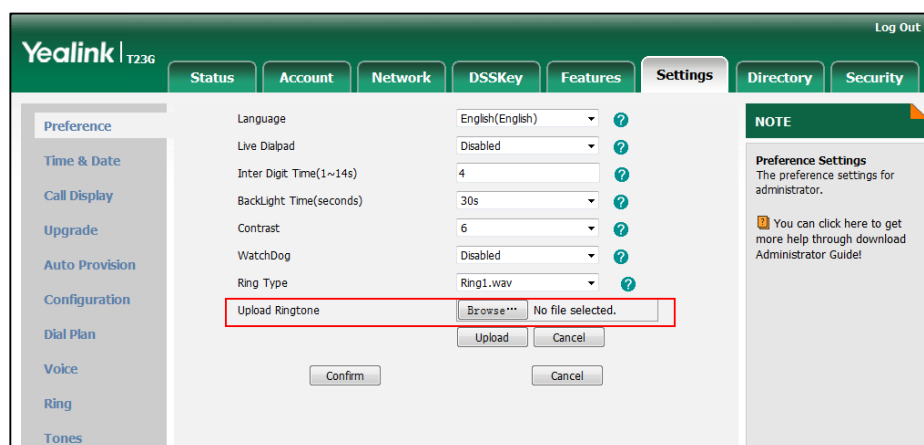 Log Out
Yealink T23G
Status Account Network DSSKey Features Settings Directory Security
Preference
Time & Date
Call Display
Upgrade
Auto Provision
Configuration
Dial Plan
Voice
Ring
Tones
Language English(English) ?
Live Dialpad Disabled ?
Inter Digit Time(1~14s) 4 ?
BackLight Time(seconds) 30s ?
Contrast 6 ?
WatchDog Disabled ?
Ring Type Ring1.wav ?
Upload Ringtone Browse… No file selected.
Upload Cancel
Confirm Cancel
NOTE
Preference Settings
The preference settings for
administrator.
? You can click here to get
more help through download
Administrator Guide!